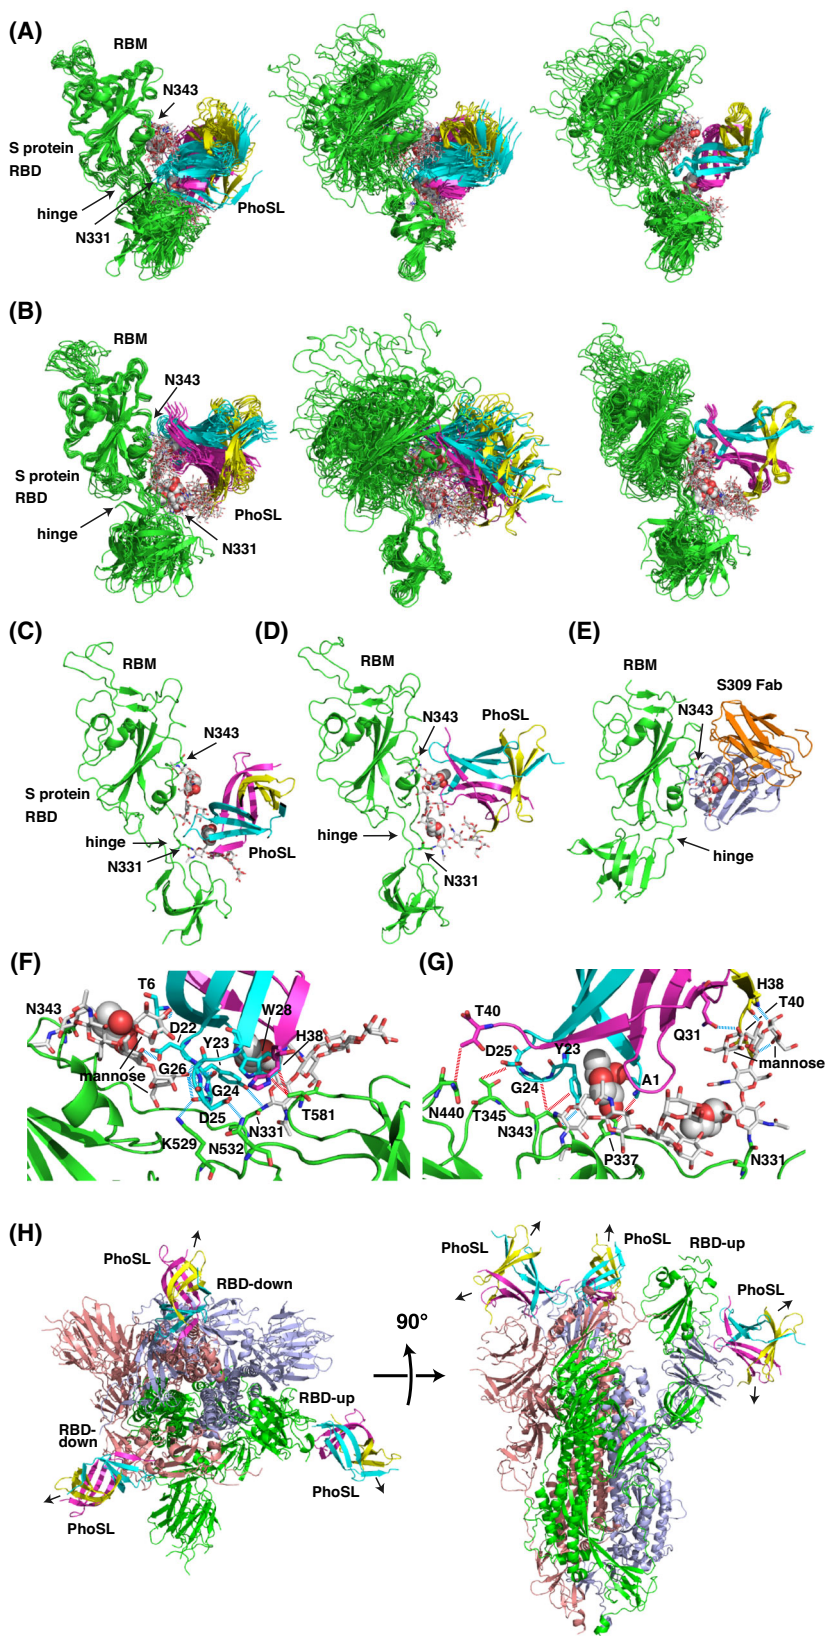 (A)
RBM
N343
S protein
RBD
hinge
N331
PhoSL
(B)
RBM
N343
S protein
RBD
hinge
PhoSL
N331
(C)
RBM
N343
S protein
RBD
hinge
N331
PhoSL
(D)
RBM
N343
PhoSL
hinge
N331
(E)
RBM
S309 Fab
N343
hinge
(F)
T6
N343
W28
D22
Y23
H38
mannose
G26
G24
D25
T581
K529
N331
N532
(G)
H38
T40
T40
Q31
D25
Y23
mannose
G24
A1
N440
T345
N343
P337
N331
(H)
PhoSL
RBD-down
90°
RBD-up
RBD-
down
PhoSL
PhoSL
PhoSL
PhoSL
RBD-up
PhoSL